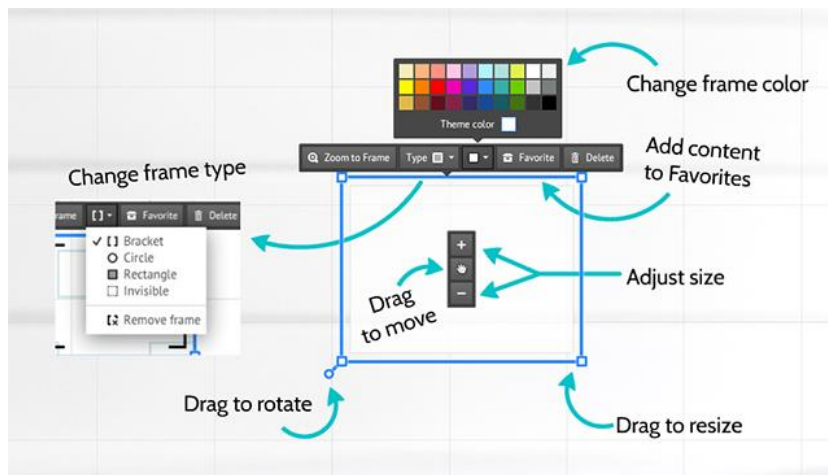 Change frame color
Theme color
Zoom to Frame Type Favorite Delete
Add content
to Favorites
Change frame type
rame Favorite Delete
Bracket
Circle
Rectangle
Invisible
Remove frame
Drag
to move
Adjust size
Drag to rotate
Drag to resize